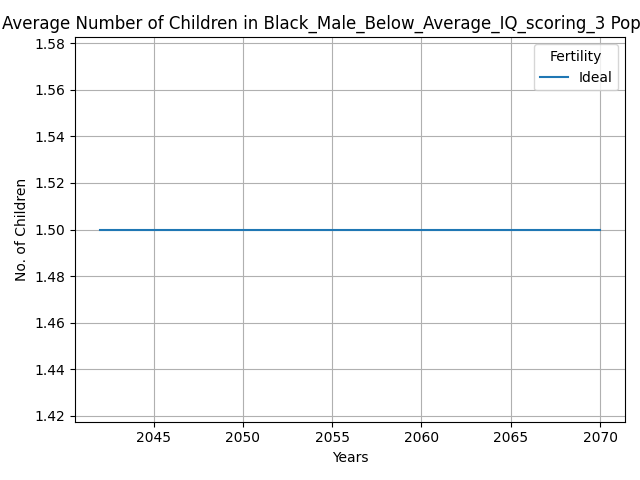 Average Number of Children in Black_Male_Below_Average_IQ_scoring_3 Pop
1.58
Fertility
Ideal
1.56
1.54
1.52
1.50
1.48
1.46
1.44
1.42
No. of Children
2045 2050 2055 2060 2065 2070
Years